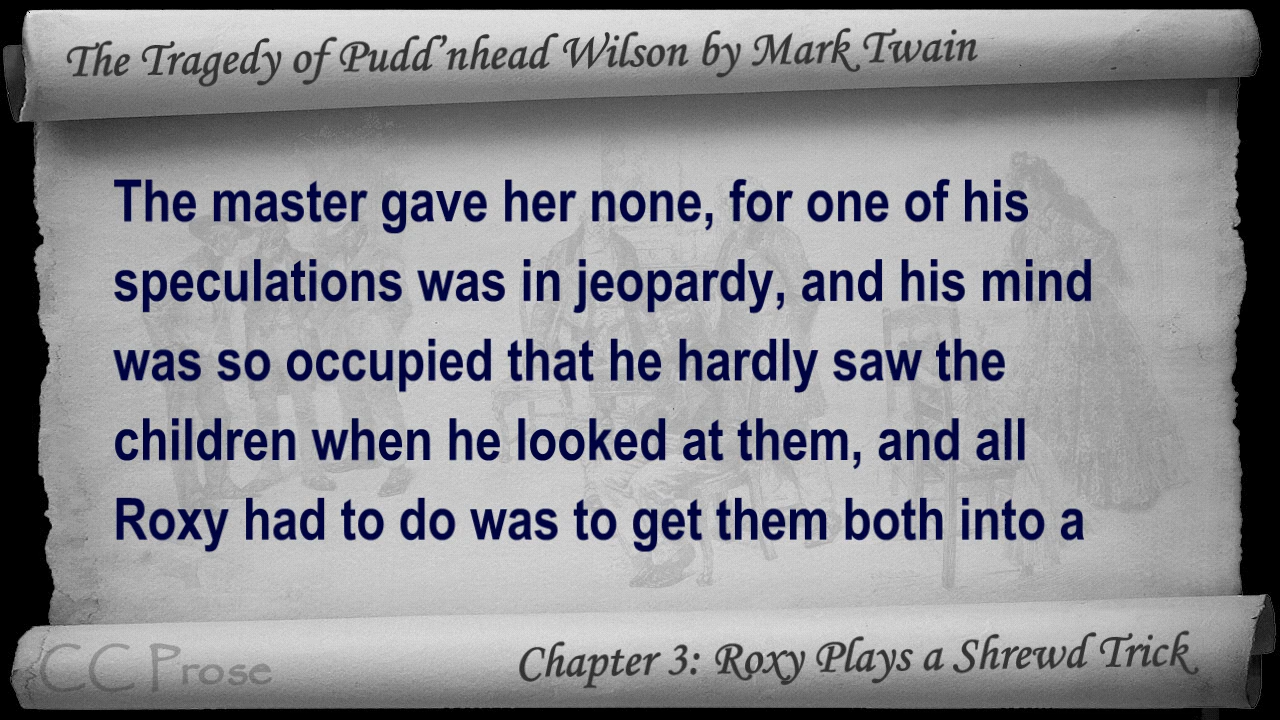 The Tragedy of Pudd'nhead Wilson by Mark Twain
The master gave her none, for one of his
speculations was in jeopardy, and his mind
was so occupied that he hardly saw the
children when he looked at them, and all
Roxy had to do was to get them both into a
CC Prose
Chapter 3: Roxy Plays a Shrewd Trick